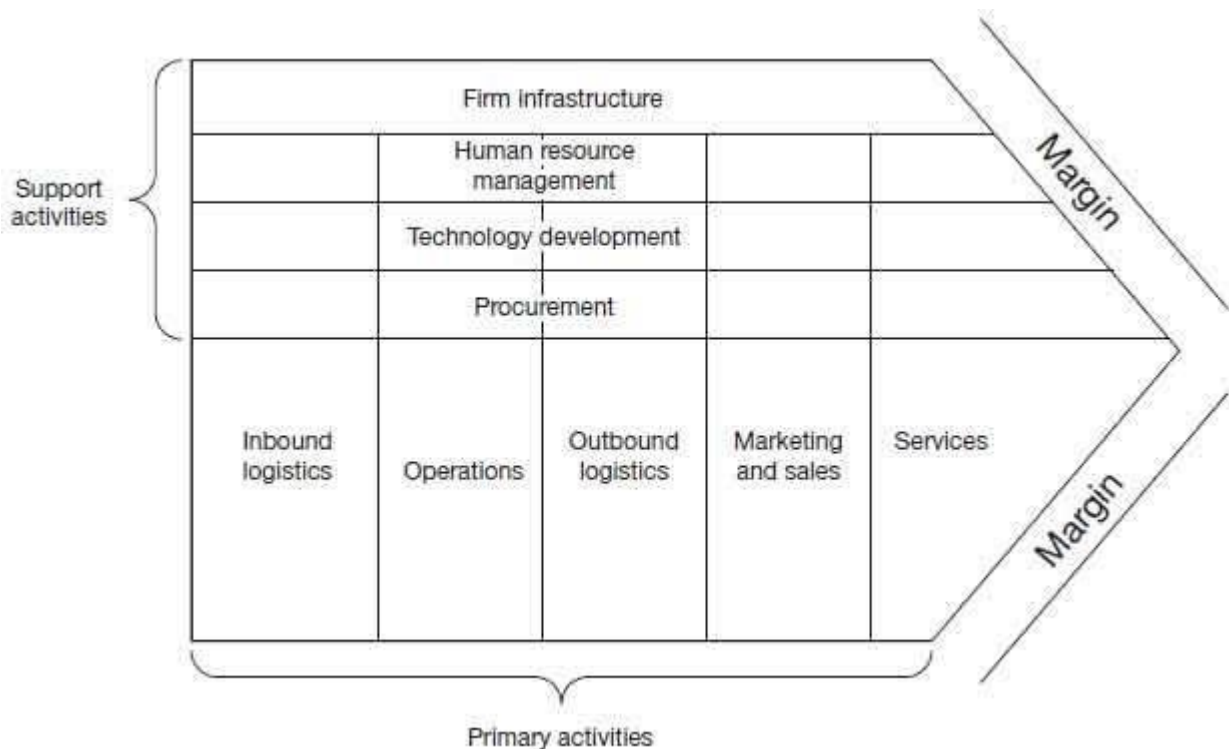 Firm infrastructure
Human resource
management
Technology development
Procurement
Support
activities
Margin
Inbound
logistics
Operations
Outbound
logistics
Marketing
and sales
Services
Margin
Primary activities